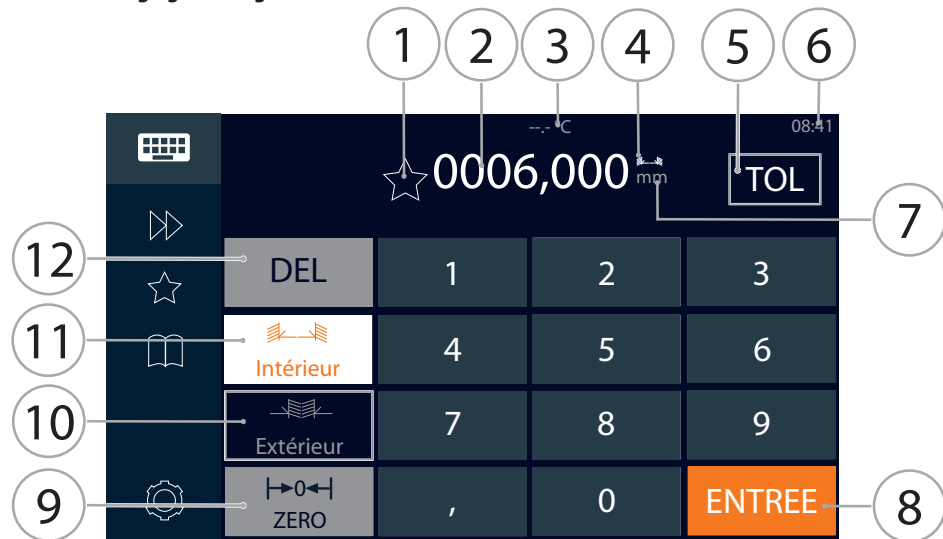 1 2 3 4 5 6
--.- °C 08:41
0006,000 mm TOL
7
12 DEL 1 2 3
11 Intérieur 4 5 6
10 Extérieur 7 8 9
0
9 ZERO , 0 ENTREE 8